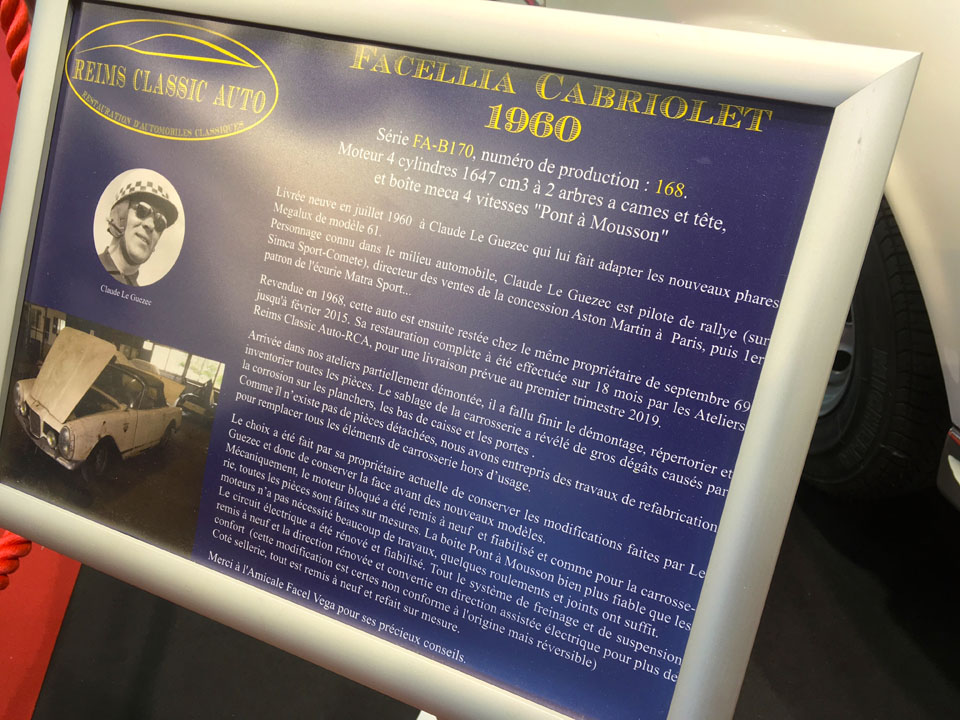 REIMS CLASSIC AUTO
RESTAURATION D'AUTOMOBILES CLASSIQUES
FACELLIA CABRIOLET
1960
Série FA-B170, numéro de production : 168.
Moteur 4 cylindres 1647 cm3 à 2 arbres a cames et tête,
et boîte meca 4 vitesses "Pont à Mousson"
Claude Le Guezec
Livrée neuve en juillet 1960 à Claude Le Guezec qui lui fait adapter les nouveaux phares
Megalux de modèle 61.
Personnage connu dans le milieu automobile, Claude Le Guezec est pilote de rallye (sur
Simca Sport-Comete), directeur des ventes de la concession Aston Martin à Paris, puis 1er
patron de l'écurie Matra Sport...
Revendue en 1968, cette auto est ensuite restée chez le même propriétaire de septembre 69
jusqu'à février 2015. Sa restauration complète à été effectuée sur 18 mois par les Ateliers
Reims Classic Auto-RCA, pour une livraison prévue au premier trimestre 2019.
Arrivée dans nos ateliers partiellement démontée, il a fallu finir le démontage, répertorier et
inventorier toutes les pièces. Le sablage de la carrosserie a révélé de gros dégâts causés par
la corrosion sur les planchers, les bas de caisse et les portes .
Comme il n'existe pas de pièces détachées, nous avons entrepris des travaux de refabrication
pour remplacer tous les éléments de carrosserie hors d'usage.
Le choix a été fait par sa propriétaire actuelle de conserver les modifications faites par Le
Guezec et donc de conserver la face avant des nouveaux modèles.
Mécaniquement, le moteur bloqué a été remis à neuf et fiabilisé et comme pour la carrosse-
rie, toutes les pièces sont faites sur mesures. La boite Pont à Mousson bien plus fiable que les
moteurs n'a pas nécessité beaucoup de travaux, quelques roulements et joints ont suffit.
Le circuit électrique a été rénové et fiabilisé. Tout le système de freinage et de suspension
remis à neuf et la direction rénovée et convertie en direction assistée électrique pour plus de
confort (cette modification est certes non conforme à l'origine mais réversible)
Coté sellerie, tout est remis à neuf et refait sur mesure.
Merci à l'Amicale Facel Vega pour ses précieux conseils.